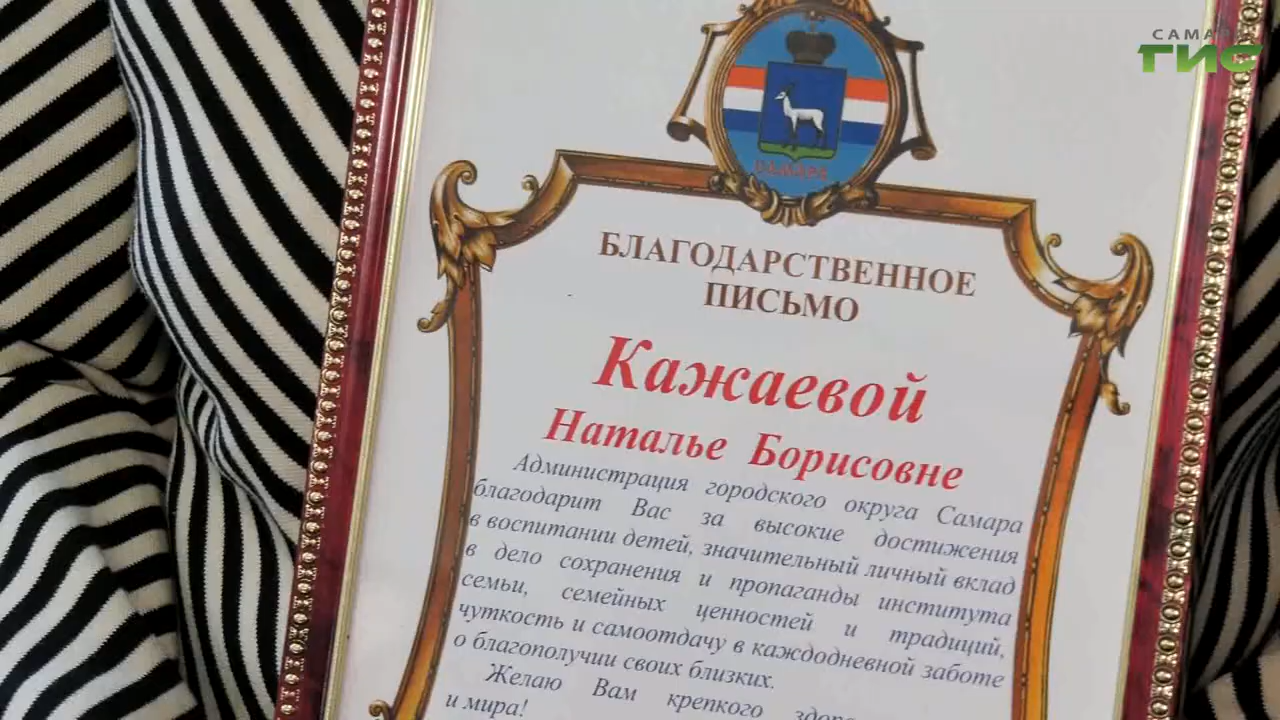 САМАРА
ГИС
САМАРА
БЛАГОДАРСТВЕННОЕ
ПИСЬМО
Кажаевой
Наталье Борисовне
Администрация городского округа Самара
благодарит Вас за высокие достижения
в воспитании детей, значительный личный вклад
в дело сохранения и пропаганды института
семьи, семейных ценностей и традиций,
чуткость и самоотдачу в каждодневной заботе
о благополучии своих близких.
Желаю Вам крепкого
и мира!